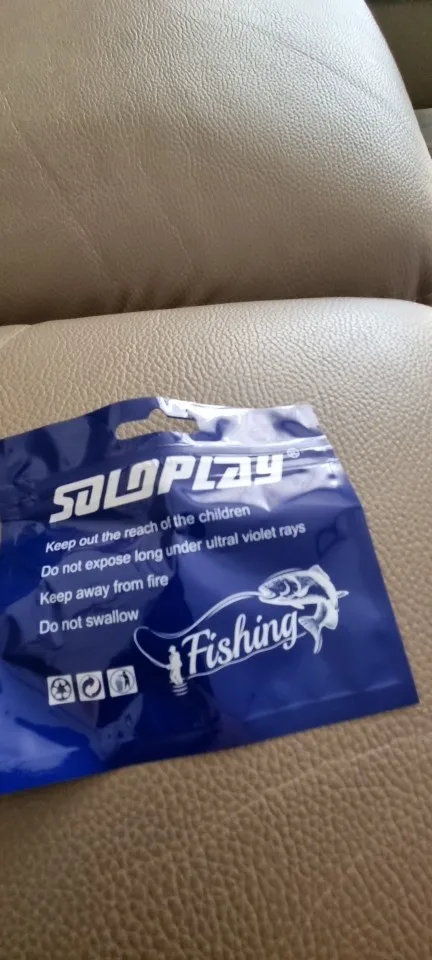 SOLOPLAY®
Keep out the reach of the children
Do not expose long under ultral violet rays
Keep away from fire
Do not swallow
Fishing